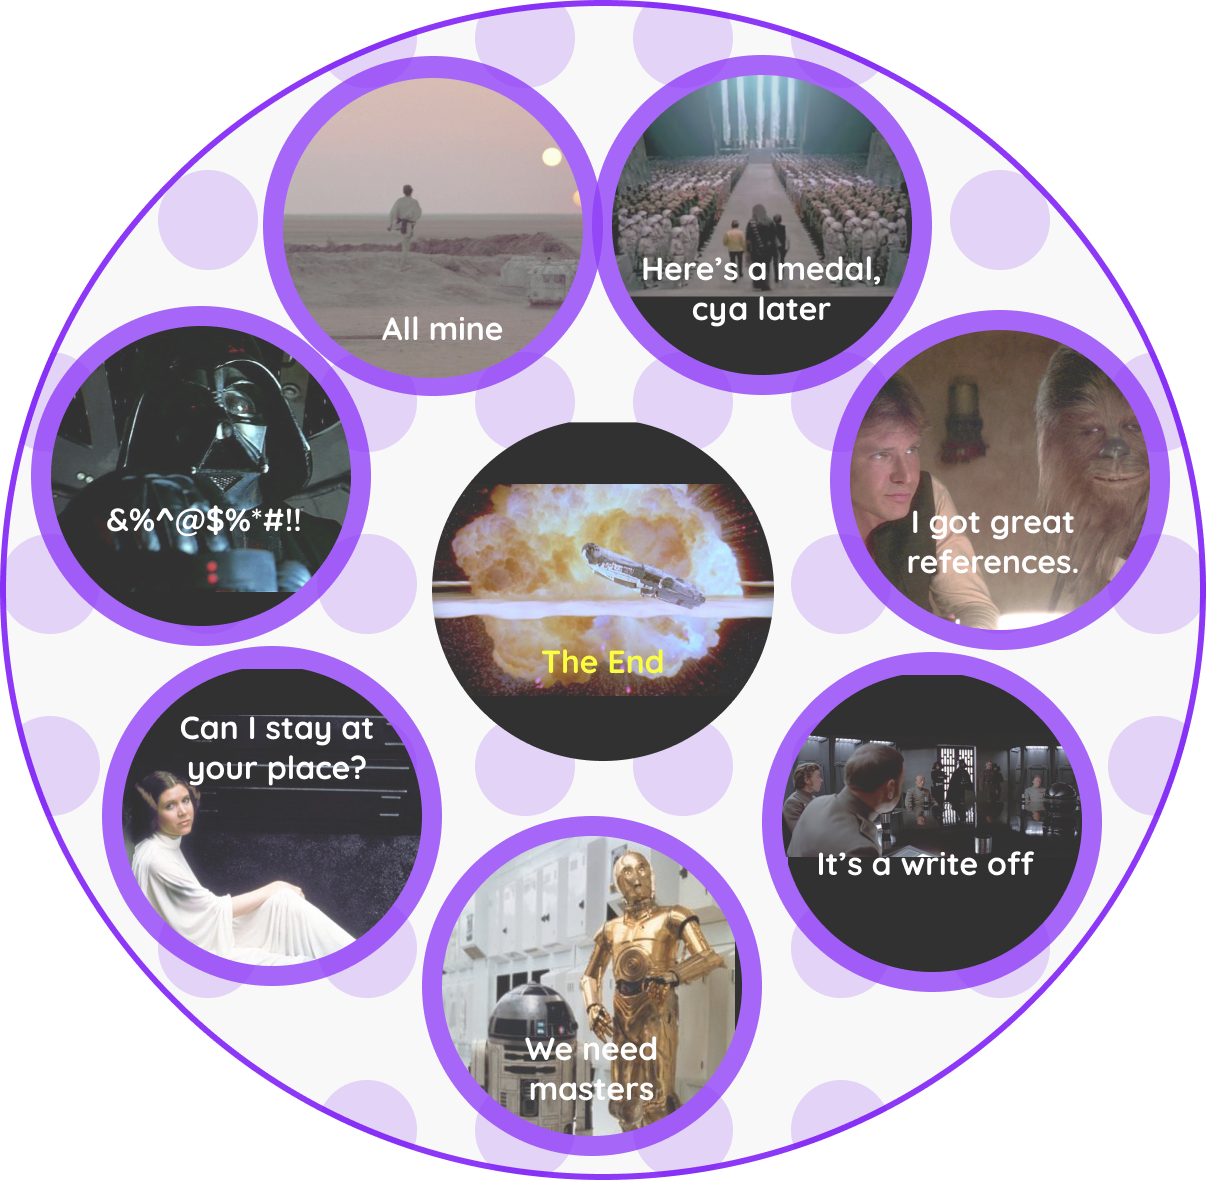 All mine
Here’s a medal,
cya later
&%^@$%*#!!
I got great
references.
The End
Can I stay at
your place?
It’s a write off
We need
masters